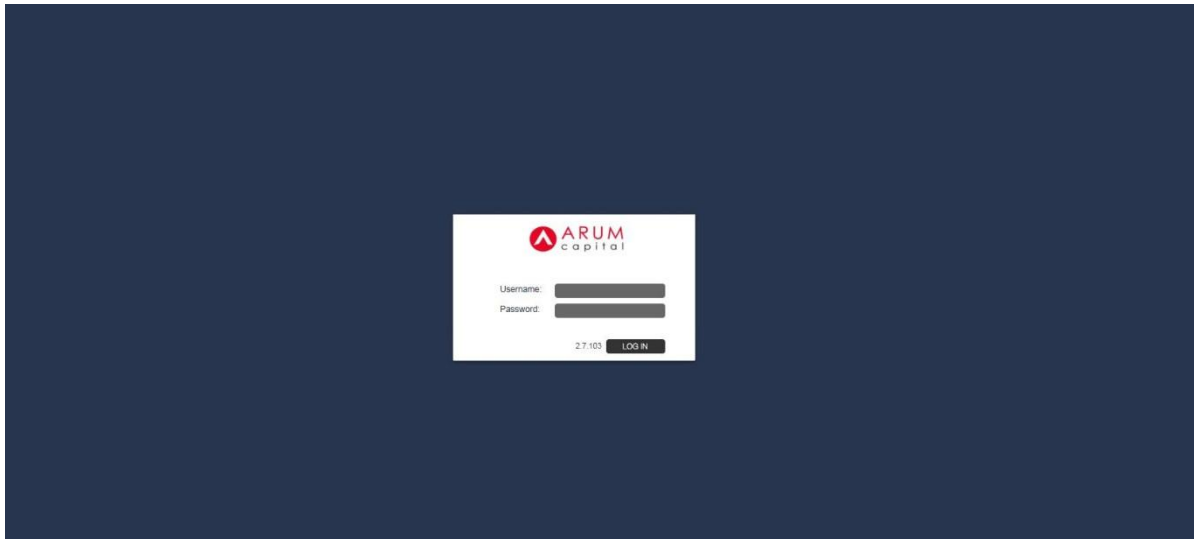 ARUM
capital
Username:
Password:
2.7.103 LOG IN